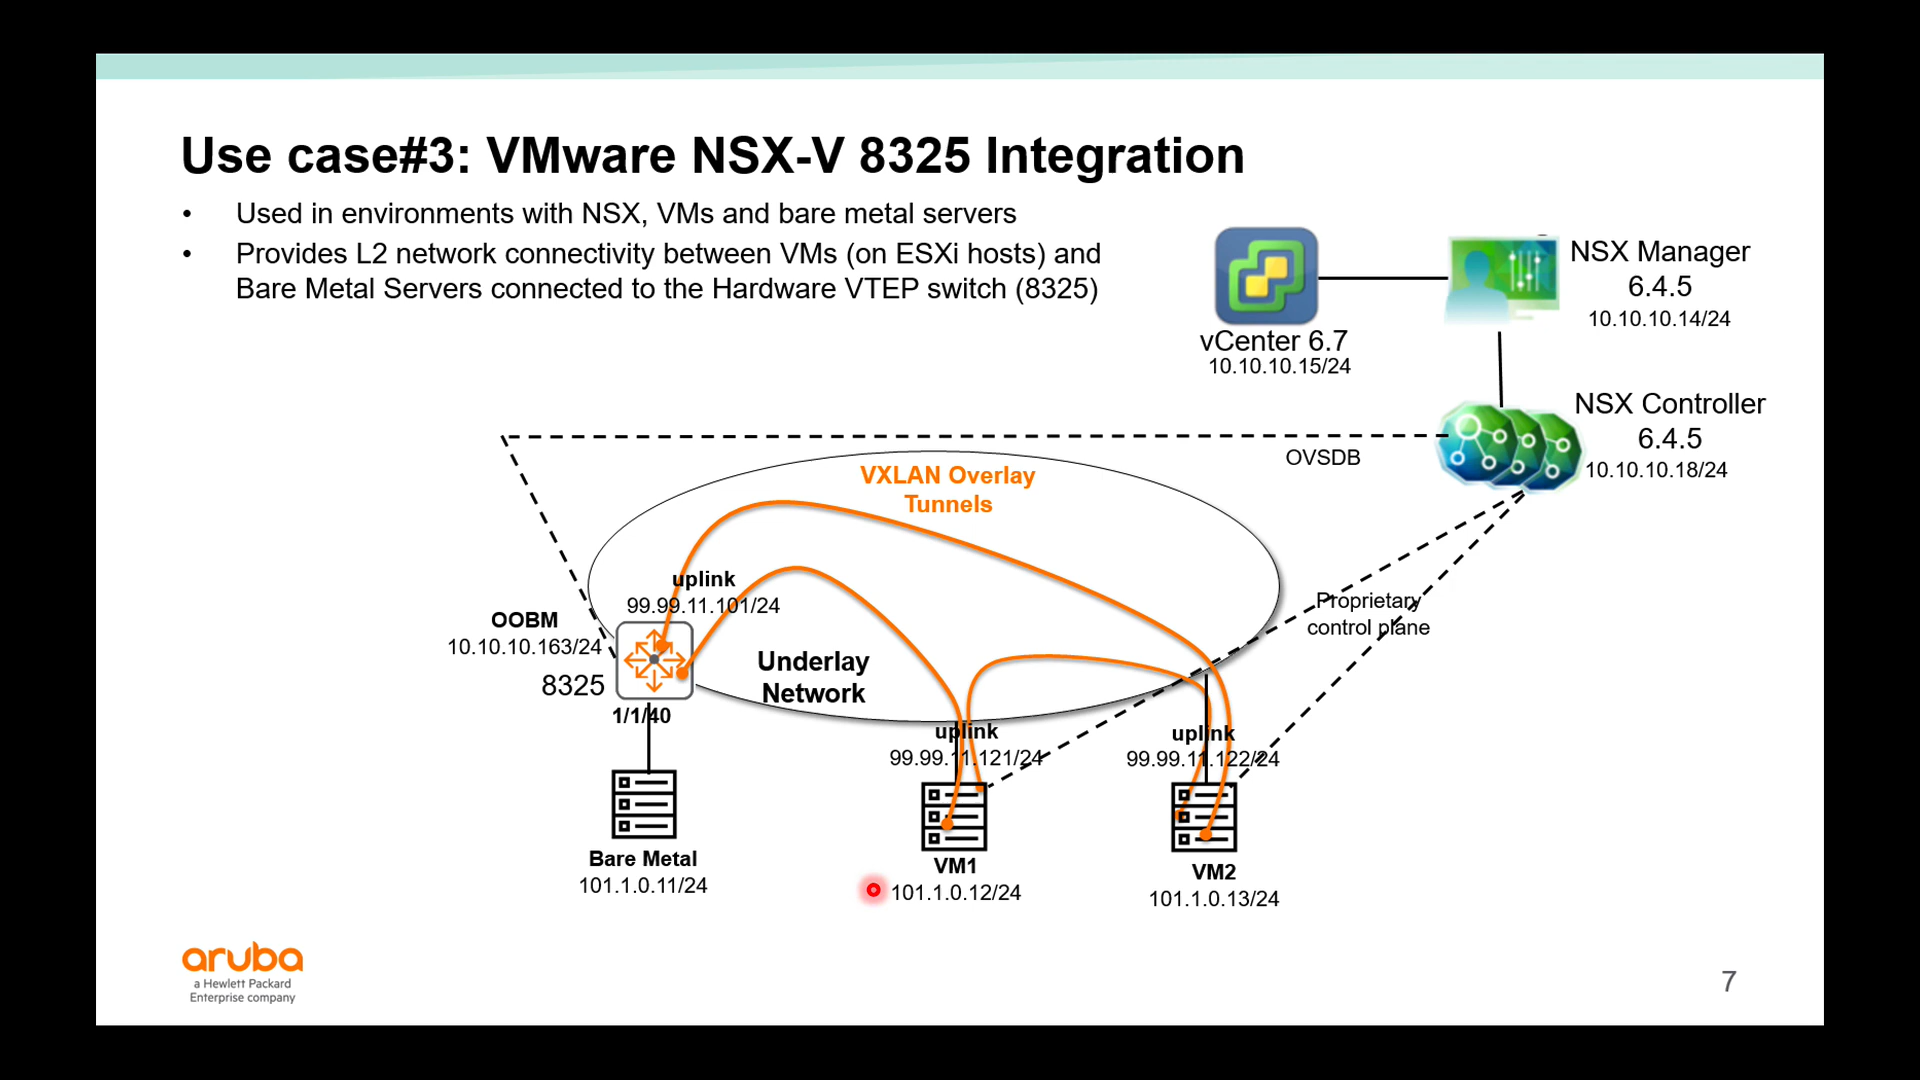 Use case#3: VMware NSX-V 8325 Integration
• Used in environments with NSX, VMs and bare metal servers
• Provides L2 network connectivity between VMs (on ESXi hosts) and
Bare Metal Servers connected to the Hardware VTEP switch (8325)
NSX Manager
6.4.5
10.10.10.14/24
vCenter 6.7
10.10.10.15/24
NSX Controller
6.4.5
10.10.10.18/24
OVSDB
VXLAN Overlay
Tunnels
uplink
99.99.11.101/24
OOBM
10.10.10.163/24
8325
1/1/40
Underlay
Network
Proprietary
control plane
uplink
99.99.11.121/24
uplink
99.99.11.122/24
Bare Metal
101.1.0.11/24
VM1
101.1.0.12/24
VM2
101.1.0.13/24
aruba
a Hewlett Packard
Enterprise company
7